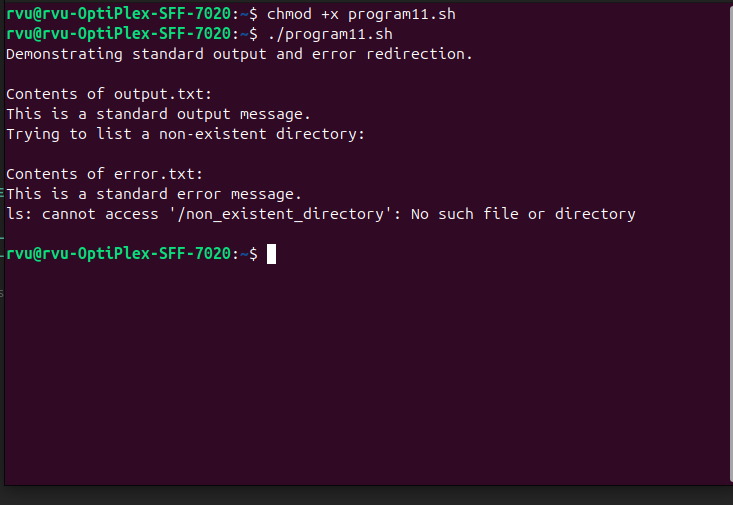 rvu@rvu-OptiPlex-SFF-7020:~$ chmod +x program11.sh
rvu@rvu-OptiPlex-SFF-7020:~$ ./program11.sh
Demonstrating standard output and error redirection.

Contents of output.txt:
This is a standard output message.
Trying to list a non-existent directory:

Contents of error.txt:
This is a standard error message.
ls: cannot access '/non_existent_directory': No such file or directory

rvu@rvu-OptiPlex-SFF-7020:~$